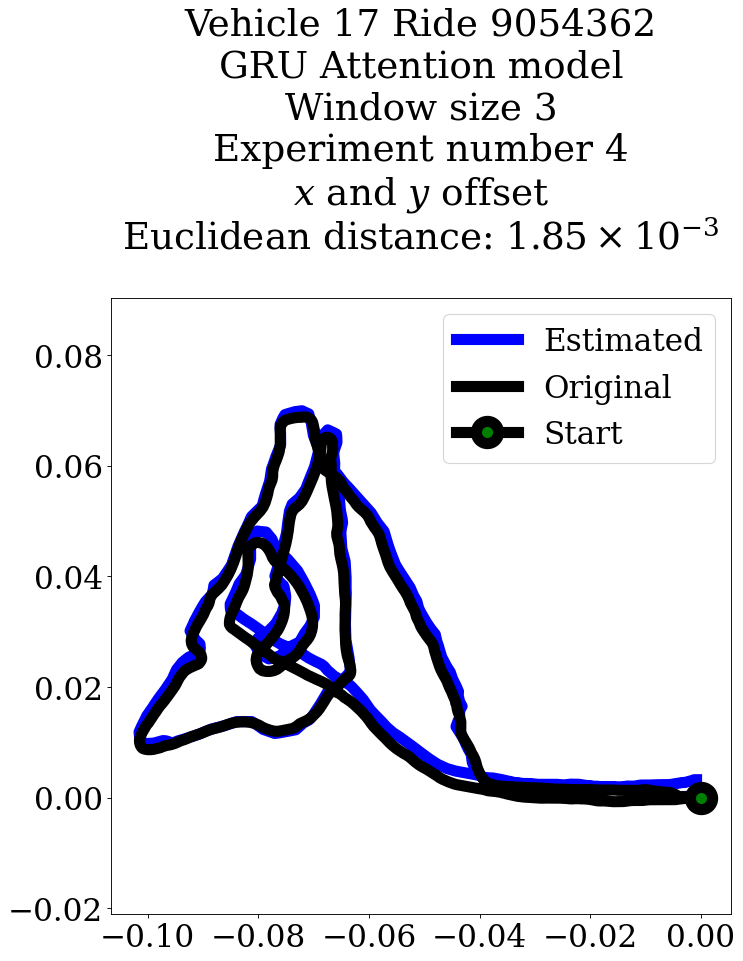 Vehicle 17 Ride 9054362
GRU Attention model
Window size 3
Experiment number 4
x and y offset
Euclidean distance: 1.85 × 10⁻³
Estimated
Original
Start
0.08
0.06
0.04
0.02
0.00
−0.02
−0.10 −0.08 −0.06 −0.04 −0.02 0.00